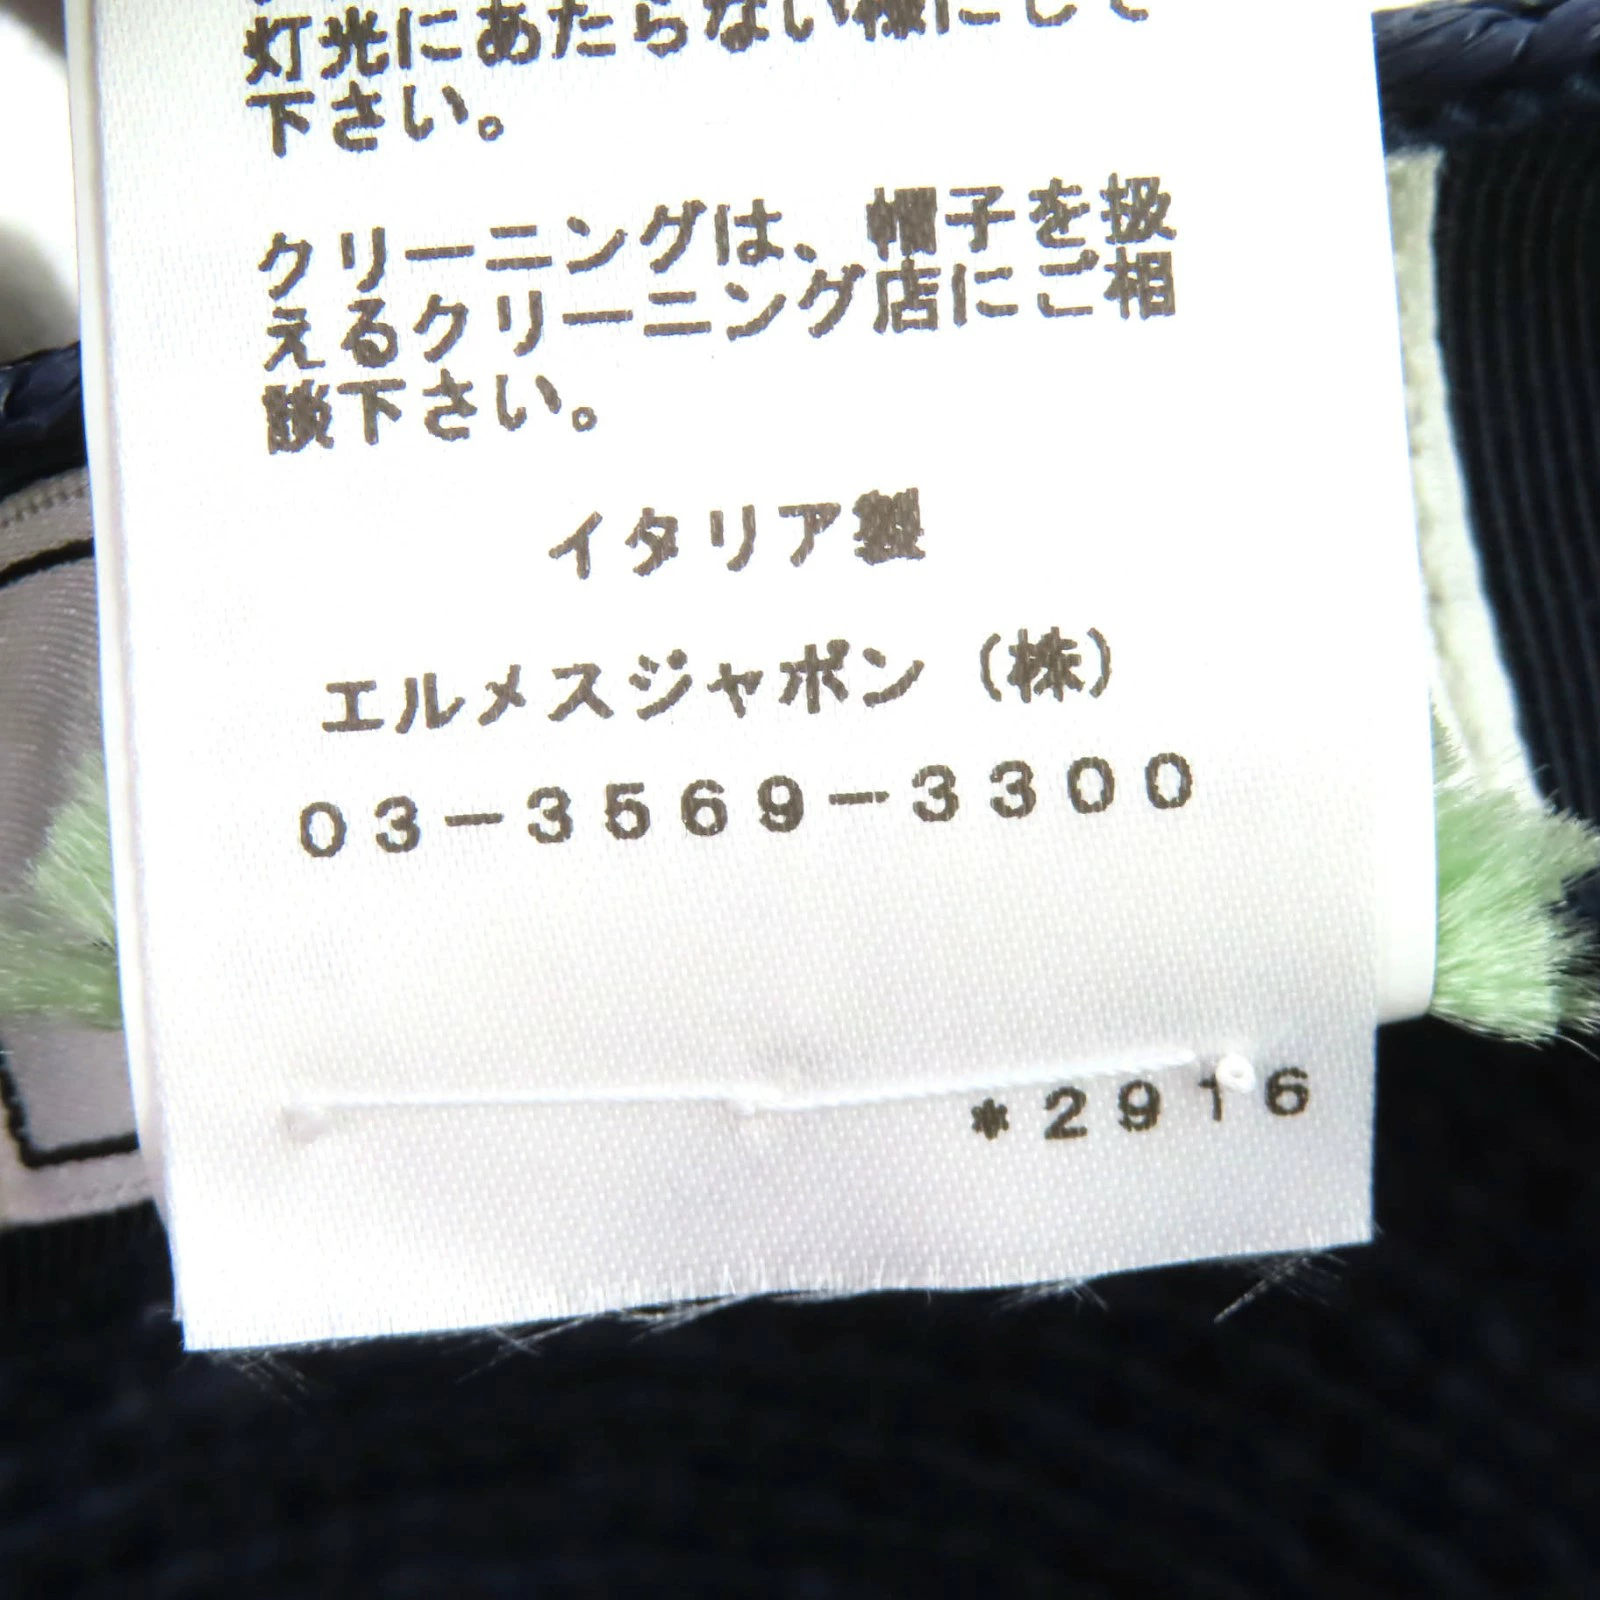 灯光にあたらない様にして
下さい。
クリーニングは、帽子を扱
えるクリーニング店にご相
談下さい。
イタリア製
エルメスジャポン（株）
03-3569-3300
*2916